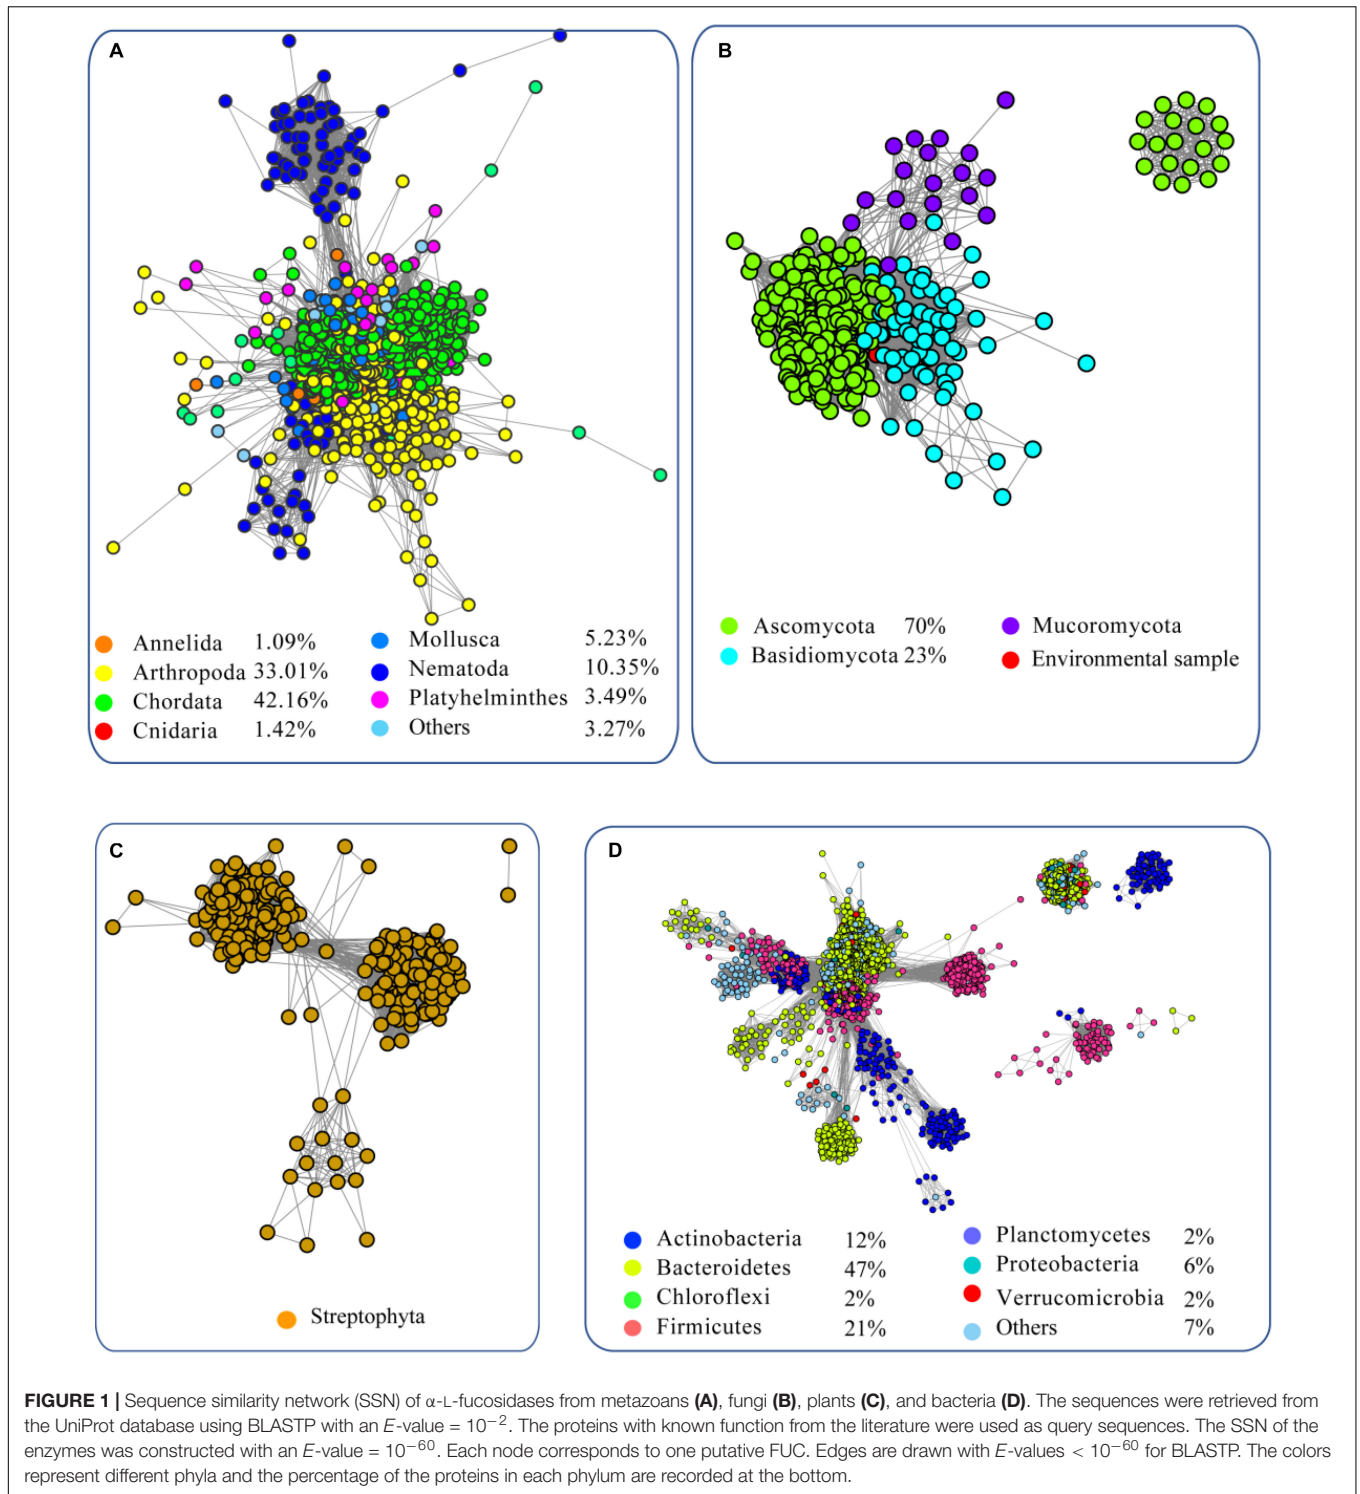 A
B
Annelida 1.09%
Arthropoda 33.01%
Chordata 42.16%
Cnidaria 1.42%
Mollusca 5.23%
Nematoda 10.35%
Platyhelminthes 3.49%
Others 3.27%
Ascomycota 70%
Basidiomycota 23%
Mucoromycota
Environmental sample
C
D
Streptophyta
Actinobacteria 12%
Bacteroidetes 47%
Chloroflexi 2%
Firmicutes 21%
Planctomycetes 2%
Proteobacteria 6%
Verrucomicrobia 2%
Others 7%
FIGURE 1 | Sequence similarity network (SSN) of α-L-fucosidases from metazoans (A), fungi (B), plants (C), and bacteria (D). The sequences were retrieved from
the UniProt database using BLASTP with an E-value = 10⁻². The proteins with known function from the literature were used as query sequences. The SSN of the
enzymes was constructed with an E-value = 10⁻⁶⁰. Each node corresponds to one putative FUC. Edges are drawn with E-values < 10⁻⁶⁰ for BLASTP. The colors
represent different phyla and the percentage of the proteins in each phylum are recorded at the bottom.